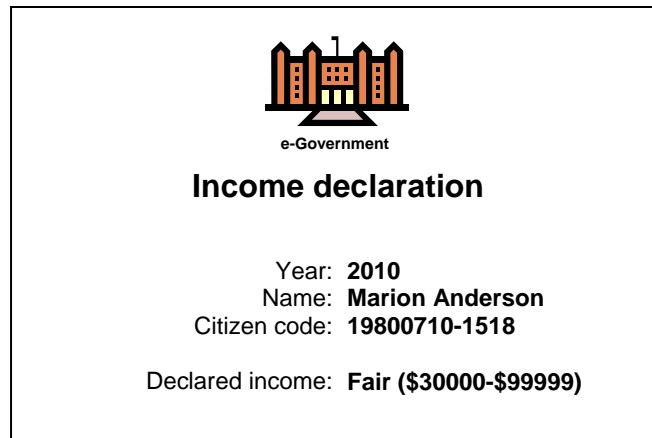 e-Government
Income declaration
Year: 2010
Name: Marion Anderson
Citizen code: 19800710-1518
Declared income: Fair ($30000-$99999)